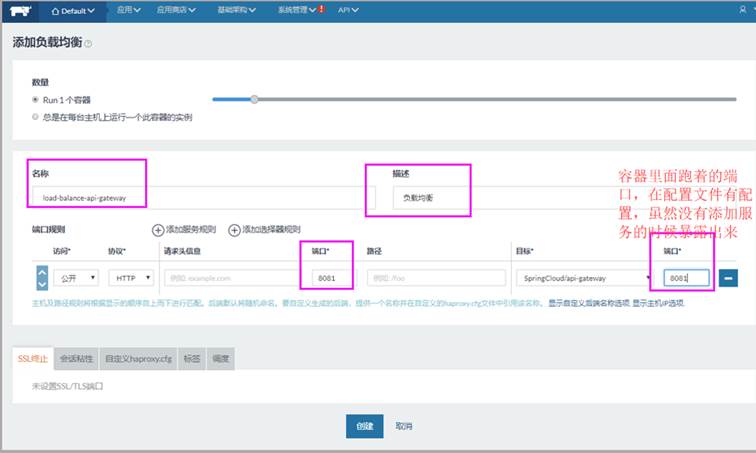 Default 应用 应用商店 基础架构 系统管理 API
添加负载均衡
数量
Run 1 个容器
总是在每台主机上运行一个此容器的实例
名称 描述
load-balance-api-gateway 负载均衡
容器里面跑着的端
口，在配置文件有配
置，虽然没有添加服
务的时候暴露出来
端口规则 添加服务规则 添加选择器规则
访问* 协议* 请求头信息 端口* 路径 目标* 端口*
公开 HTTP 例如: example.com 8081 例如: /foo SpringCloud/api-gateway 8081
主机及路径规则将根据显示的顺序自上而下进行匹配。后端默认将随机命名。要自定义生成的后端，提供一个名称并在自定义的haproxy.cfg文件中引用该名称。 显示自定义后端名称选项. 显示主机IP选项.
SSL终止 会话粘性 自定义haproxy.cfg 标签 调度
未设置SSL/TLS端口
创建 取消